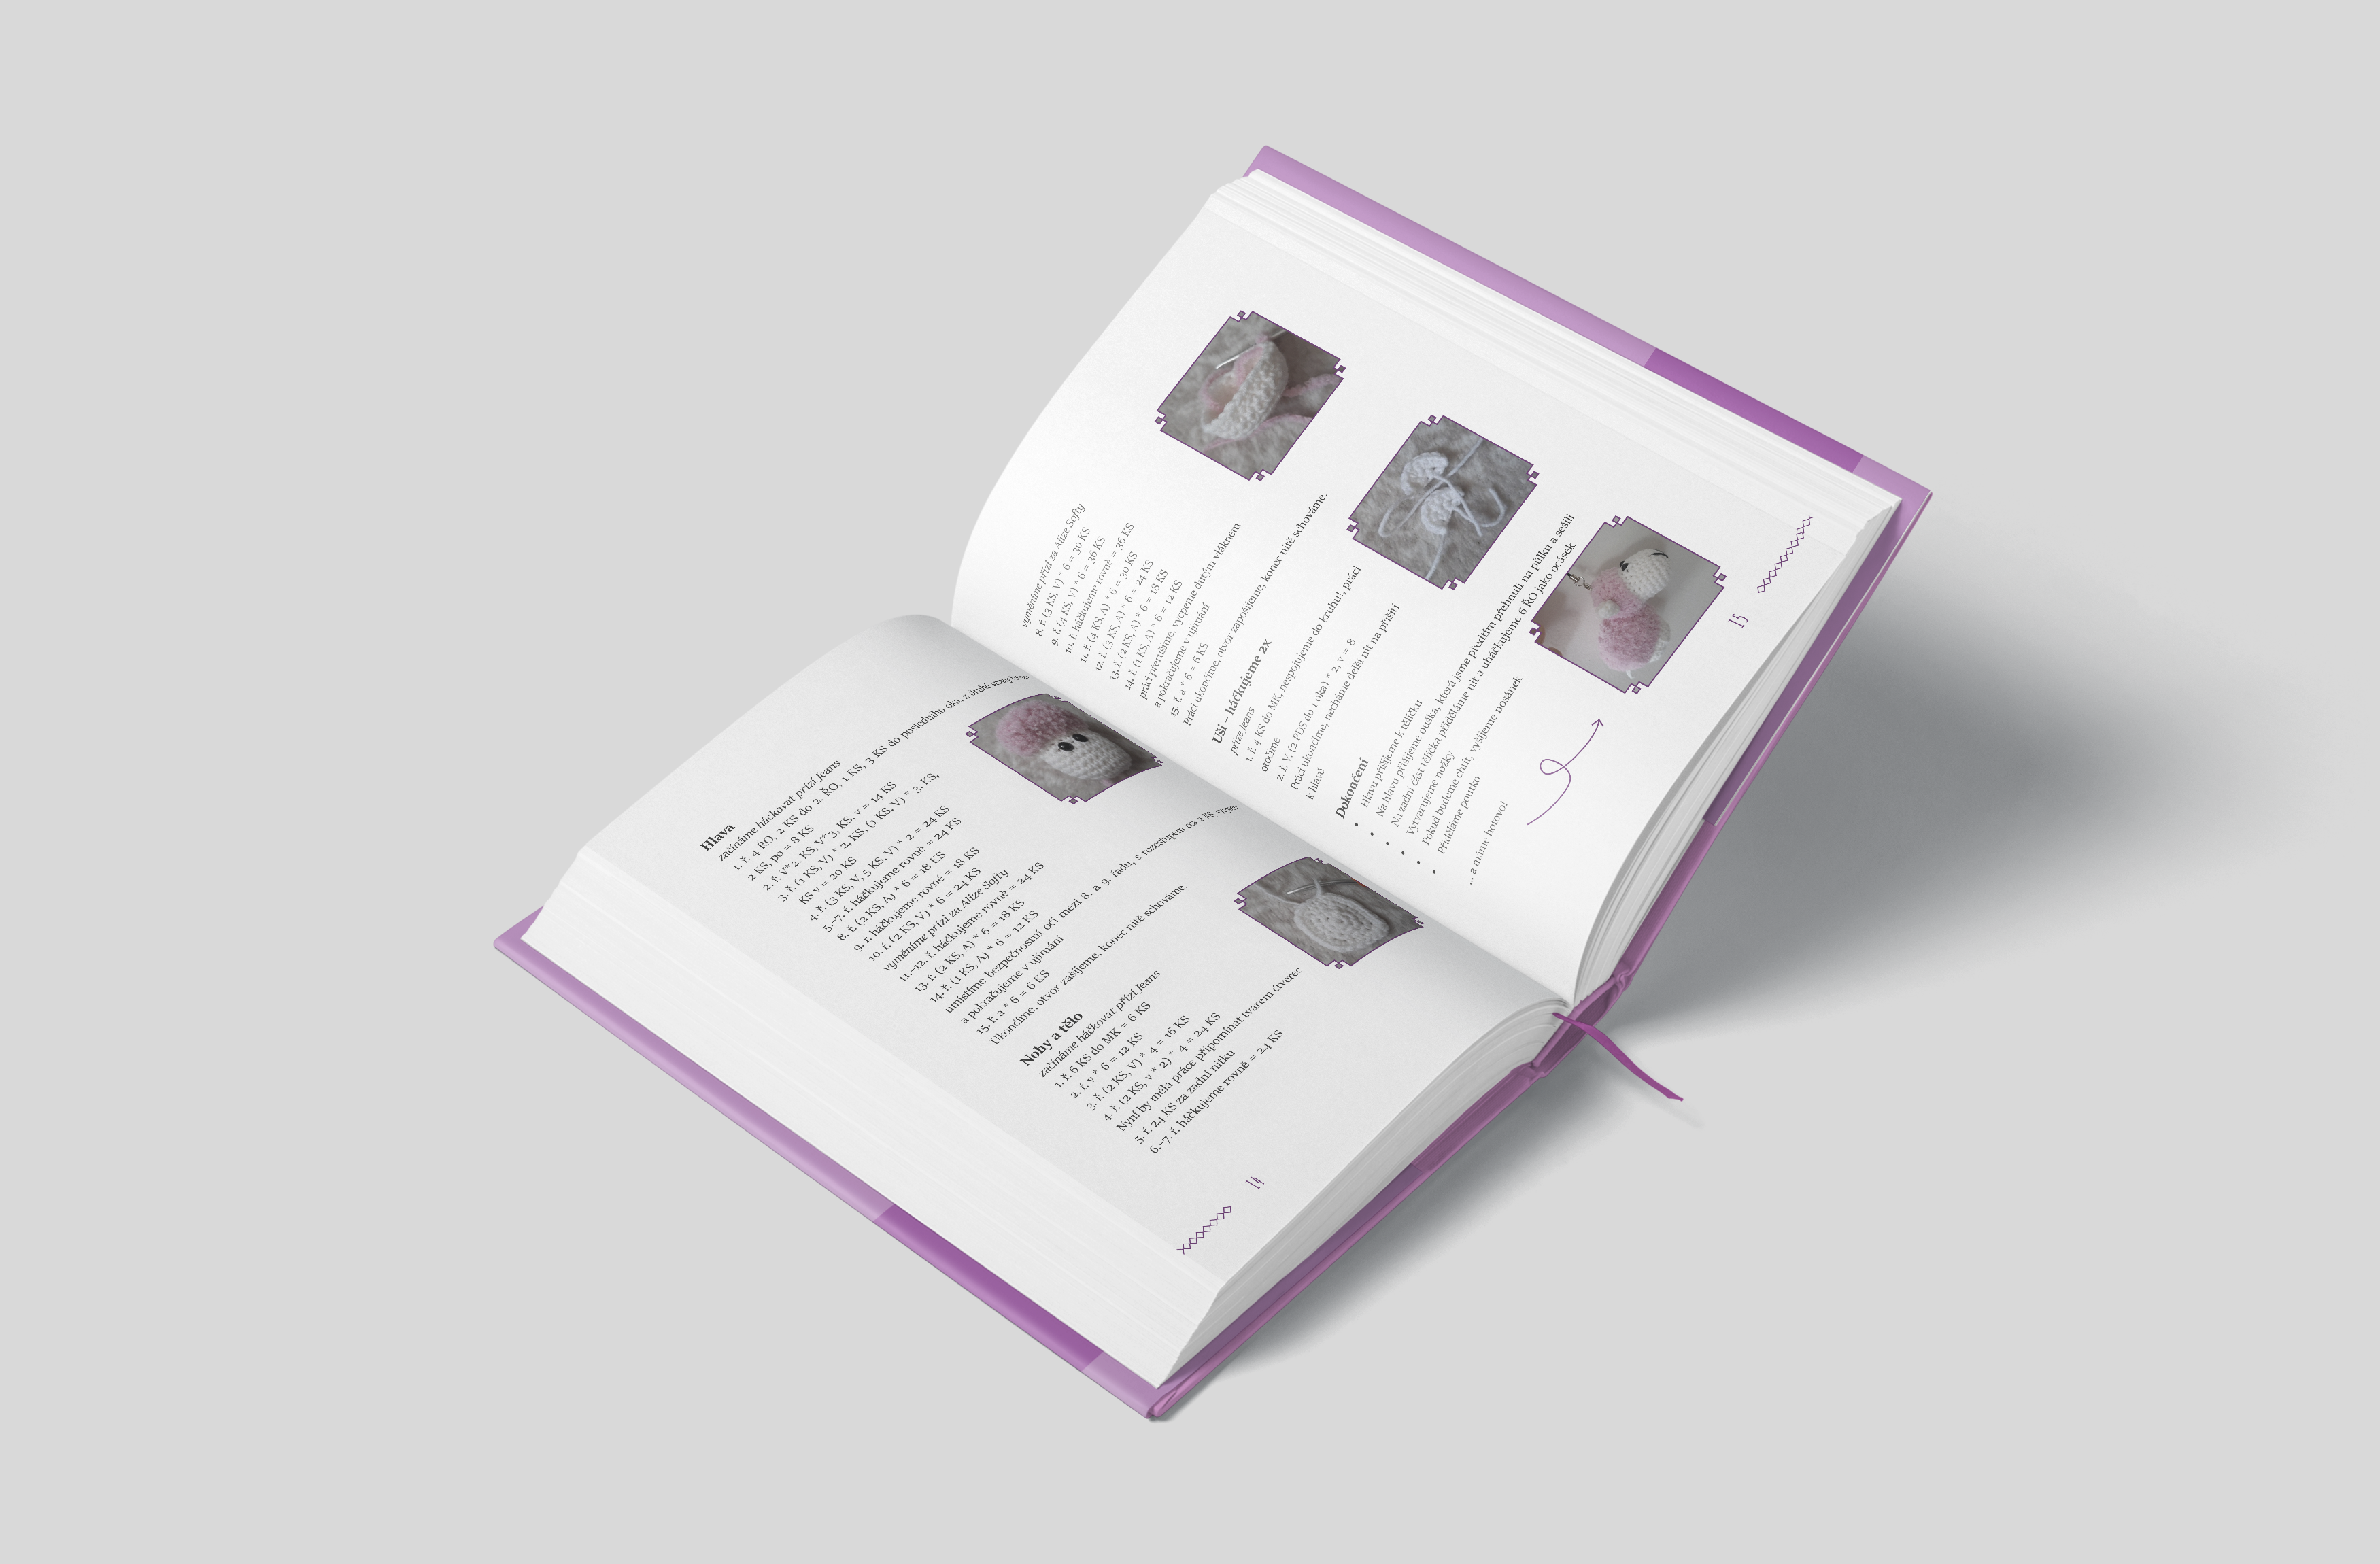 Hlava
začínáme háčkovat přízí Jeans
1. ř. 4 ŘO, 2 KS do 2. ŘO, 1 KS, 3 KS do posledního oka, z druhé strany
2 KS, po = 8 KS
2. ř. V* 2, KS, V* 3, KS, v = 14 KS
3. ř. (1 KS, V) * 2, KS, (1 KS, V) * 3, KS,
KS v = 20 KS
4. ř. (3 KS, V, 5 KS, V) * 2 = 24 KS
5.–7. ř. háčkujeme rovně = 24 KS
8. ř. (2 KS, A) * 6 = 18 KS
9. ř. háčkujeme rovně = 18 KS
10. ř. (2 KS, V) * 6 = 24 KS
vyměníme přízi za Alize Softy
11.–12. ř. háčkujeme rovně = 24 KS
13. ř. (2 KS, A) * 6 = 18 KS
14. ř. (1 KS, A) * 6 = 12 KS
umístíme bezpečnostní oči mezi 8. a 9. řadu, s rozestupem cca 2 KS,
a pokračujeme v ujímání
15. ř. a * 6 = 6 KS
Ukončíme, otvor zašijeme, konec nitě schováme.
Nohy a tělo
začínáme háčkovat přízí Jeans
1. ř. 6 KS do MK = 6 KS
2. ř. v * 6 = 12 KS
3. ř. (2 KS, V) * 4 = 16 KS
4. ř. (2 KS, v * 2) * 4 = 24 KS
Nyní by měla práce připomínat tvarem čtverec
5. ř. 24 KS za zadní nitku
6.–7. ř. háčkujeme rovně = 24 KS
14
vyměníme přízi za Alize Softy
8. ř. (3 KS, V) * 6 = 30 KS
9. ř. (4 KS, V) * 6 = 36 KS
10. ř. háčkujeme rovně = 36 KS
11. ř. (4 KS, A) * 6 = 30 KS
12. ř. (3 KS, A) * 6 = 24 KS
13. ř. (2 KS, A) * 6 = 18 KS
14. ř. (1 KS, A) * 6 = 12 KS
práci přerušíme, vycpeme dutým vláknem
a pokračujeme v ujímání
15. ř. a * 6 = 6 KS
Práci ukončíme, otvor zapošijeme, konec nitě schováme.
Uši – háčkujeme 2x
příze Jeans
1. ř. 4 KS do MK, nespojujeme do kruhu!, práci
otočíme
2. ř. V, (2 PDS do 1 oka) * 2, v = 8
Práci ukončíme, necháme delší nit na přišití
k hlavě
Dokončení
• Hlavu přišijeme k tělíčku
• Na hlavu přišijeme ouška, která jsme předtím přehnuli na půlku a sešili
• Na zadní část tělíčka přiděláme nit a uháčkujeme 6 ŘO jako ocásek
• Vytvarujeme nožky
• Pokud budeme chtít, vyšijeme nosánek
• Přiděláme poutko
... a máme hotovo!
15